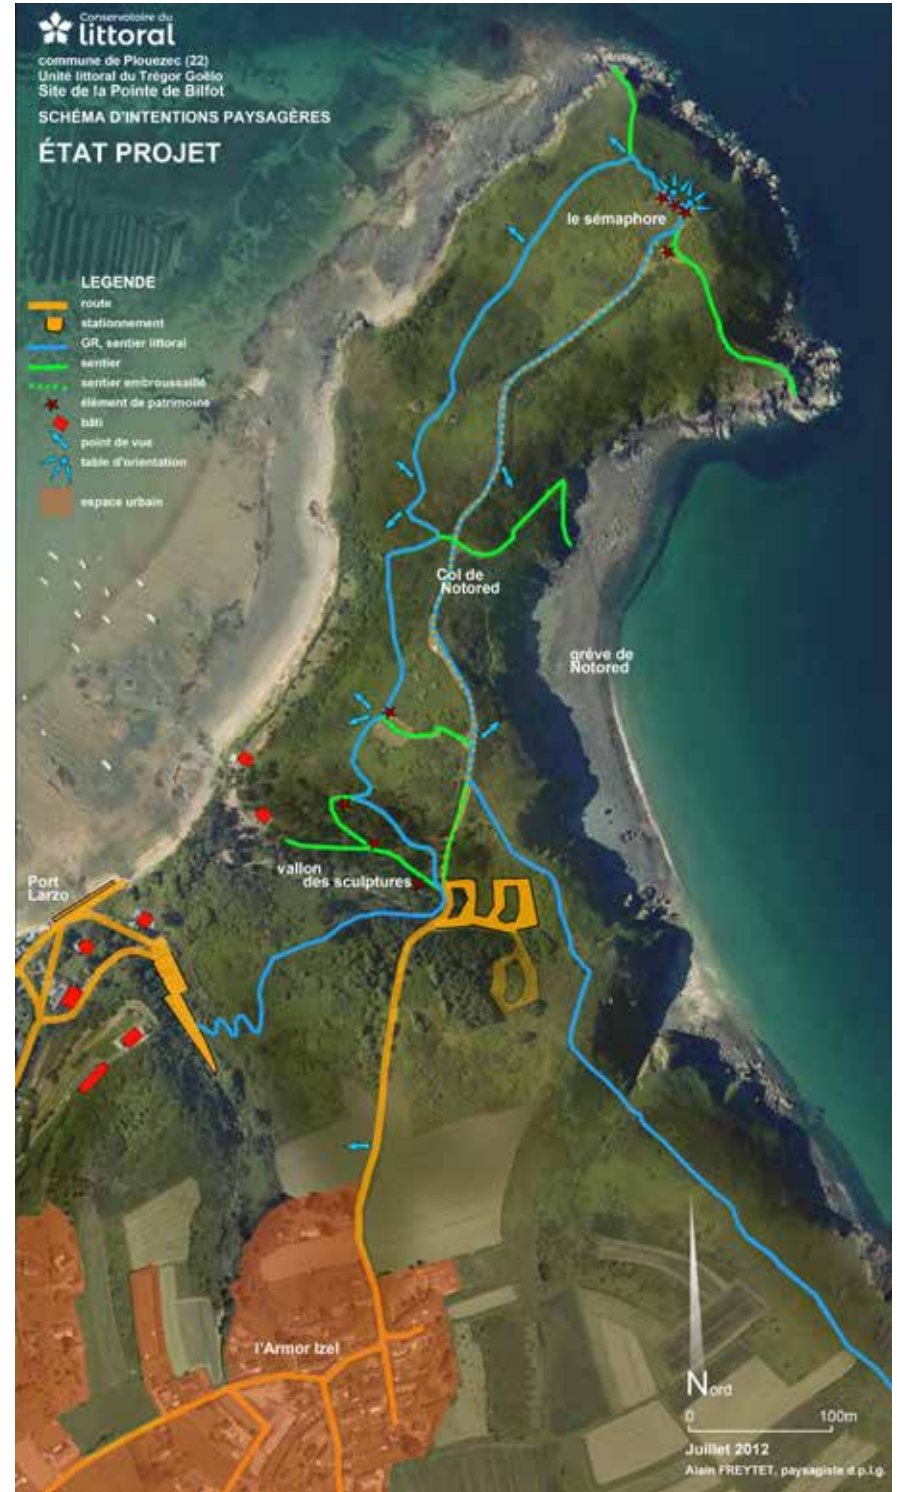 Conservatoire du
littoral
commune de Plouezec (22)
Unité littoral du Trégor Goëlo
Site de la Pointe de Bilfot
SCHÉMA D'INTENTIONS PAYSAGÈRES
ÉTAT PROJET
le sémaphore
LEGENDE
route
stationnement
GR, sentier littoral
sentier
sentier embroussaillé
élément de patrimoine
bâti
point de vue
table d'orientation
espace urbain
Col de
Notored
grève de
Notored
vallon
des sculptures
Port
Larzo
l'Armor Izel
Nord
0 100m
Juillet 2012
Alain FREYTET, paysagiste d.p.l.g.